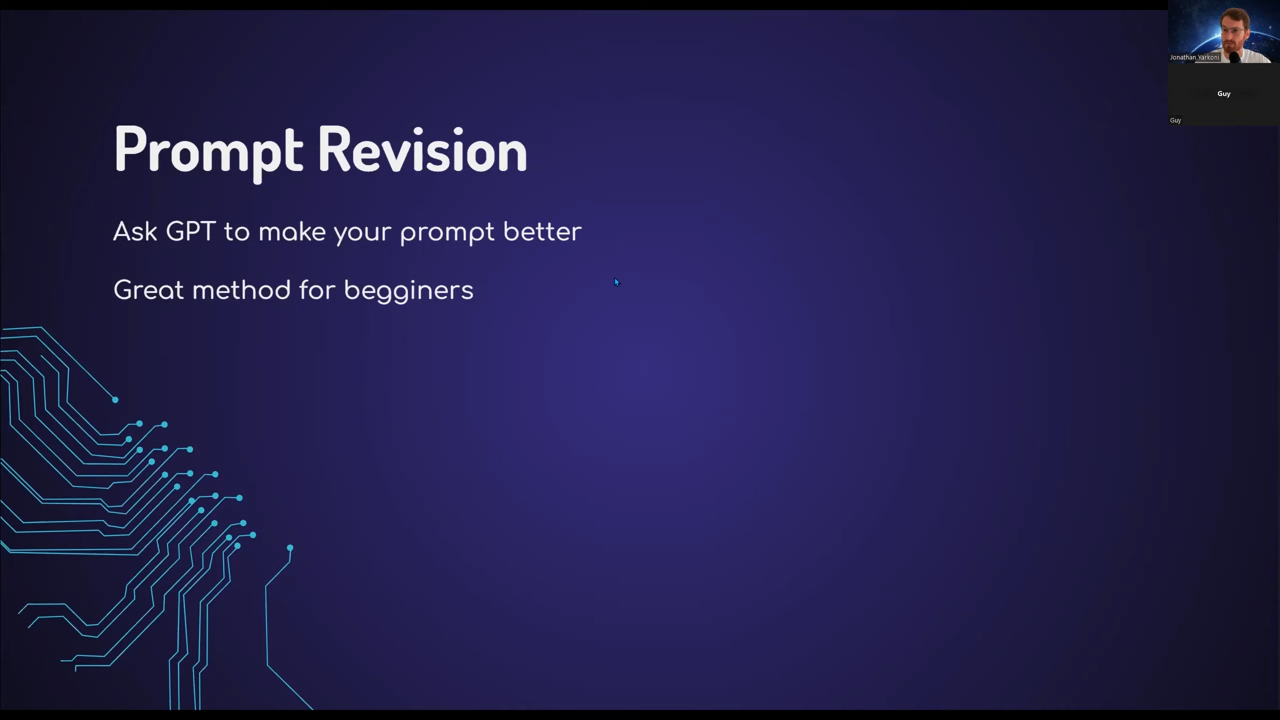 Prompt Revision
Ask GPT to make your prompt better
Great method for begginers
Jonathan Yarkoni
Guy
Guy